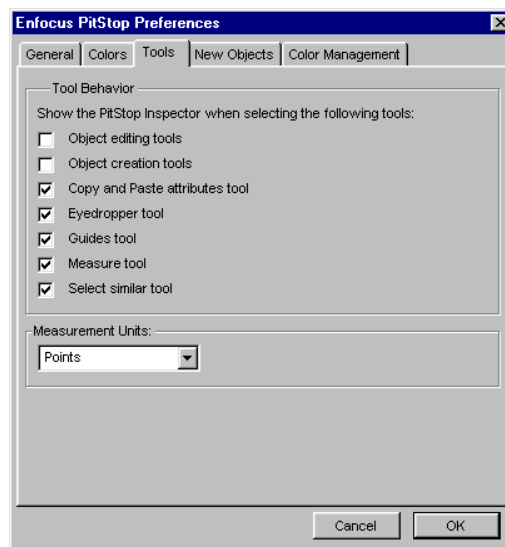 Enfocus PitStop Preferences
General Colors Tools New Objects Color Management
Tool Behavior
Show the PitStop Inspector when selecting the following tools:
Object editing tools
Object creation tools
Copy and Paste attributes tool
Eyedropper tool
Guides tool
Measure tool
Select similar tool
Measurement Units:
Points
Cancel OK